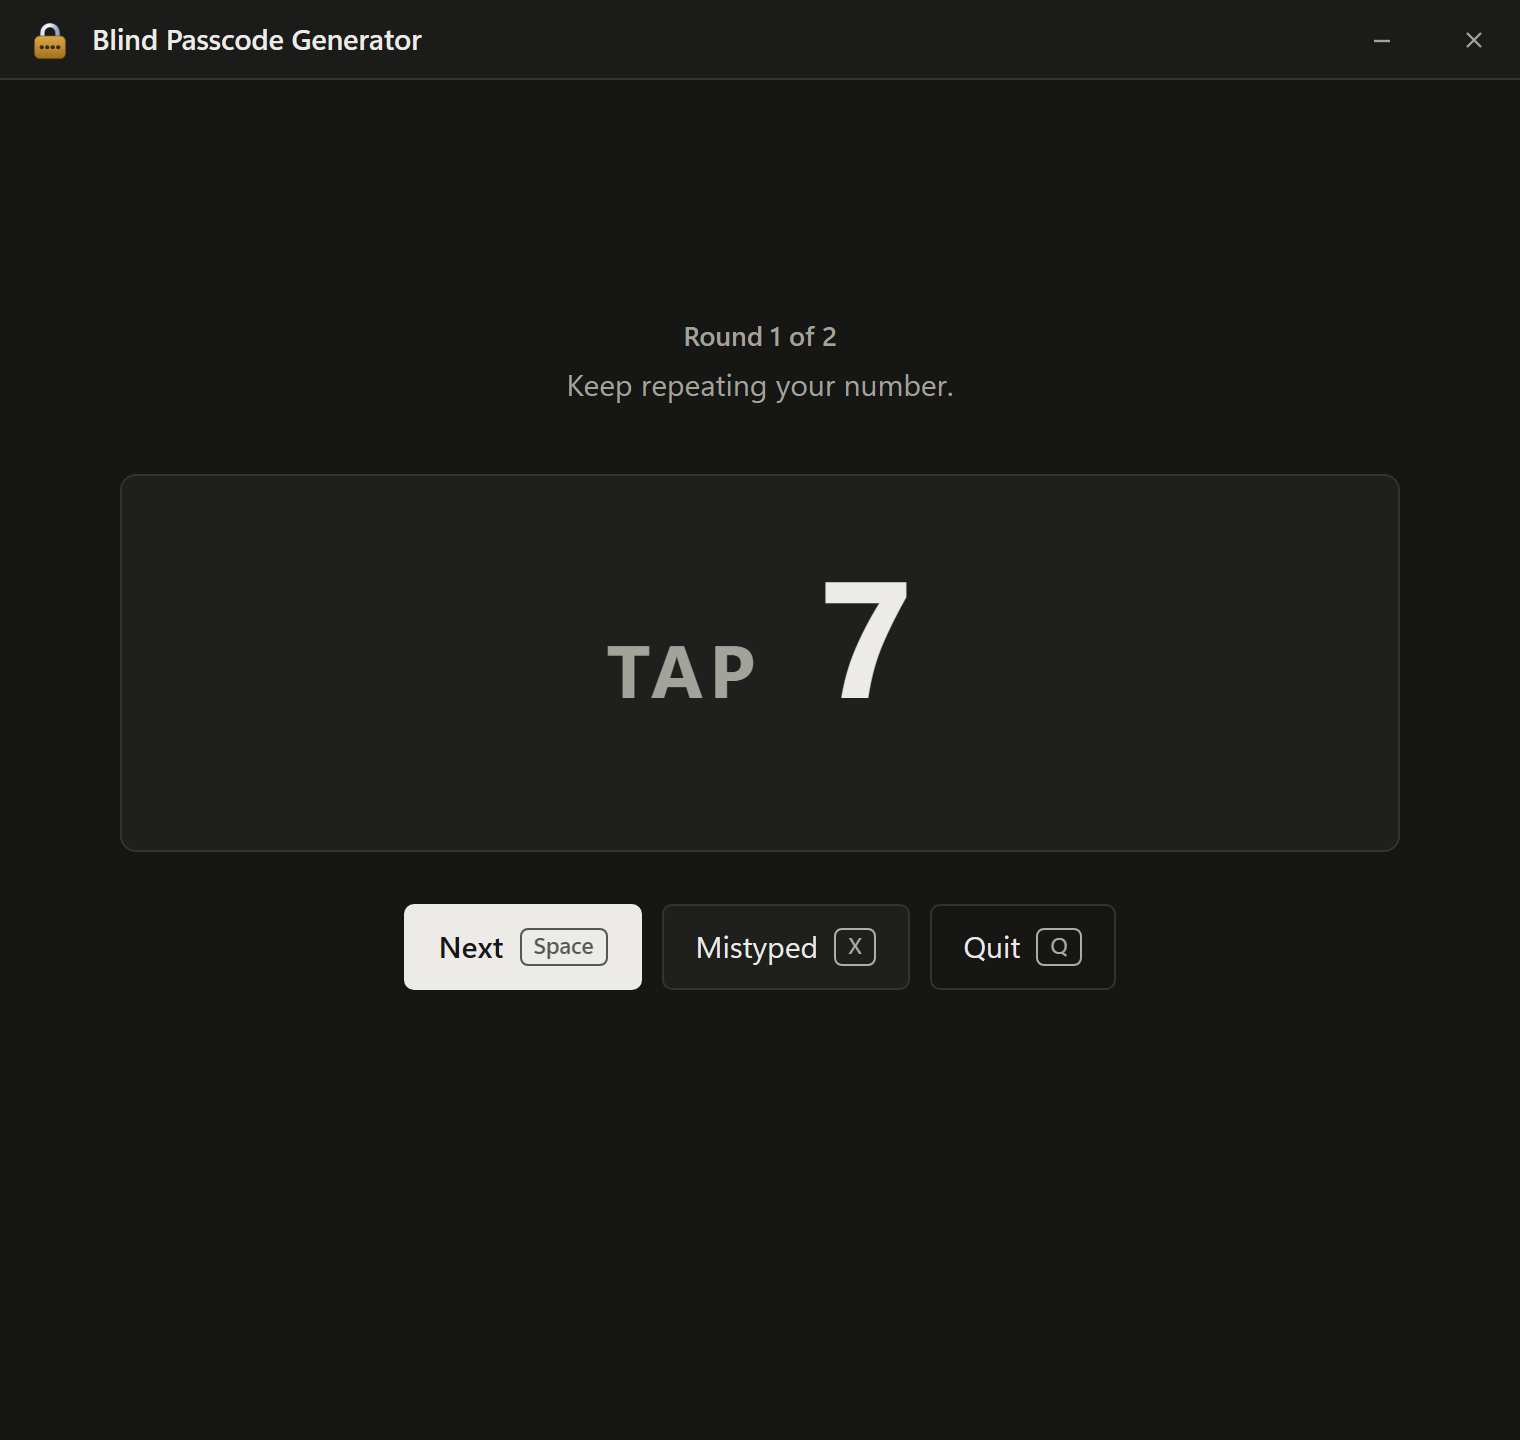 Blind Passcode Generator
Round 1 of 2
Keep repeating your number.
TAP 7
Next Space Mistyped X Quit Q